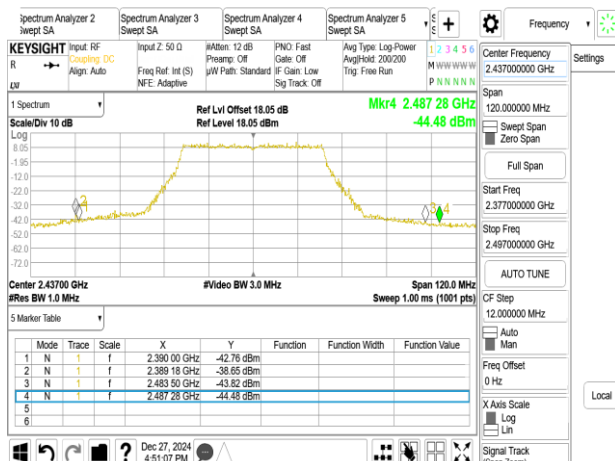 Spectrum Analyzer 2
Swept SA
Spectrum Analyzer 3
Swept SA
Spectrum Analyzer 4
Swept SA
Spectrum Analyzer 5
Swept SA
Frequency
KEYSIGHT
R
Input: RF
Coupling: DC
Align: Auto
Input Z: 50 Ω
Freq Ref: Int (S)
NFE: Adaptive
#Atten: 12 dB
Preamp: Off
µW Path: Standard
PNO: Fast
Gate: Off
IF Gain: Low
Sig Track: Off
Avg Type: Log-Power
Avg|Hold: 200/200
Trig: Free Run
1 2 3 4 5 6
M W W W W W
P N N N N N
1 Spectrum
Scale/Div 10 dB
Log
Ref Lvl Offset 18.05 dB
Ref Level 18.05 dBm
Mkr4 2.487 28 GHz
-44.48 dBm
8.05
-1.95
-12.0
-22.0
-32.0
-42.0
-52.0
-62.0
-72.0
3
4
Center 2.43700 GHz
#Res BW 1.0 MHz
#Video BW 3.0 MHz
Span 120.0 MHz
Sweep 1.00 ms (1001 pts)
5 Marker Table
Mode Trace Scale X Y Function Function Width Function Value
1 N 1 f 2.390 00 GHz -42.76 dBm
2 N 1 f 2.389 18 GHz -38.65 dBm
3 N 1 f 2.483 50 GHz -43.82 dBm
4 N 1 f 2.487 28 GHz -44.48 dBm
5
6
Dec 27, 2024
4:51:07 PM
Center Frequency
2.437000000 GHz
Span
120.000000 MHz
Swept Span
Zero Span
Full Span
Start Freq
2.377000000 GHz
Stop Freq
2.497000000 GHz
AUTO TUNE
CF Step
12.000000 MHz
Auto
Man
Freq Offset
0 Hz
X Axis Scale
Log
Lin
Signal Track
Settings
Local